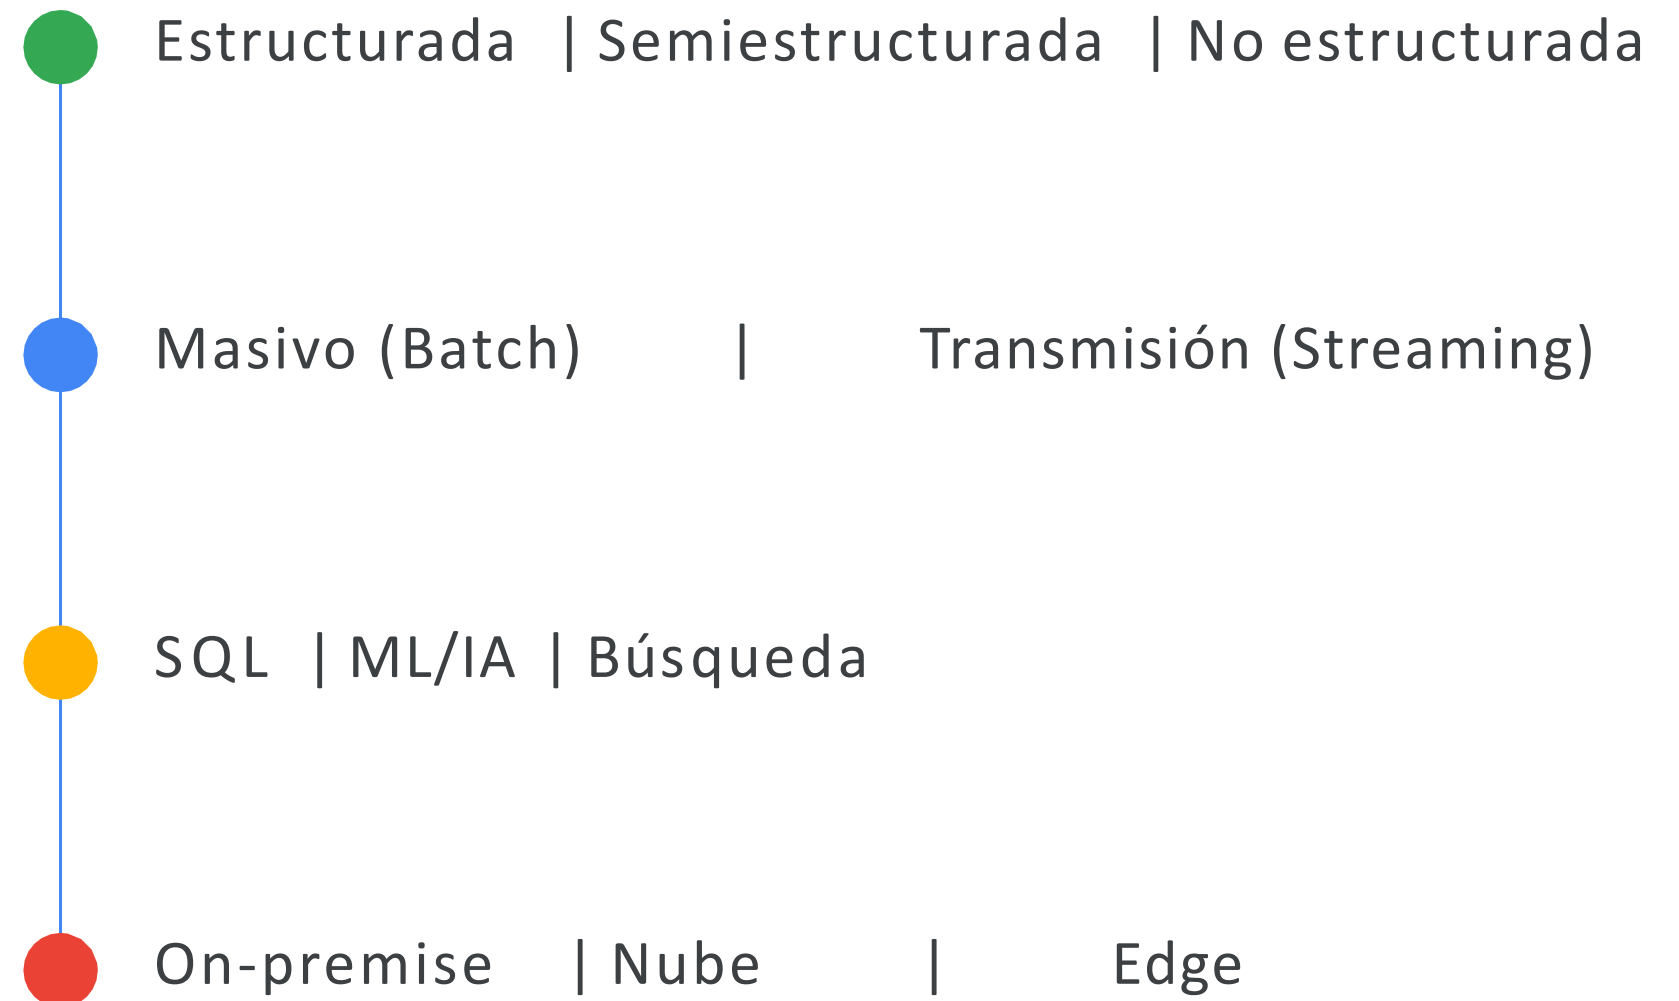 Estructurada | Semiestructurada | No estructurada
Masivo (Batch) | Transmisión (Streaming)
SQL | ML/IA | Búsqueda
On-premise | Nube | Edge